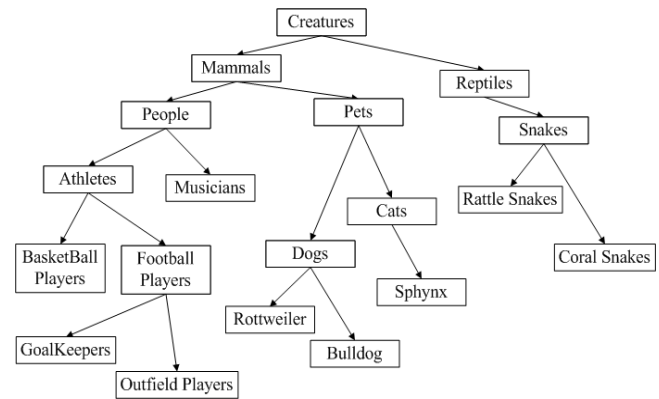 Creatures
Mammals
Reptiles
People
Pets
Snakes
Athletes
Musicians
Cats
Rattle Snakes
BasketBall
Players
Football
Players
Dogs
Coral Snakes
Sphynx
Rottweiler
GoalKeepers
Bulldog
Outfield Players